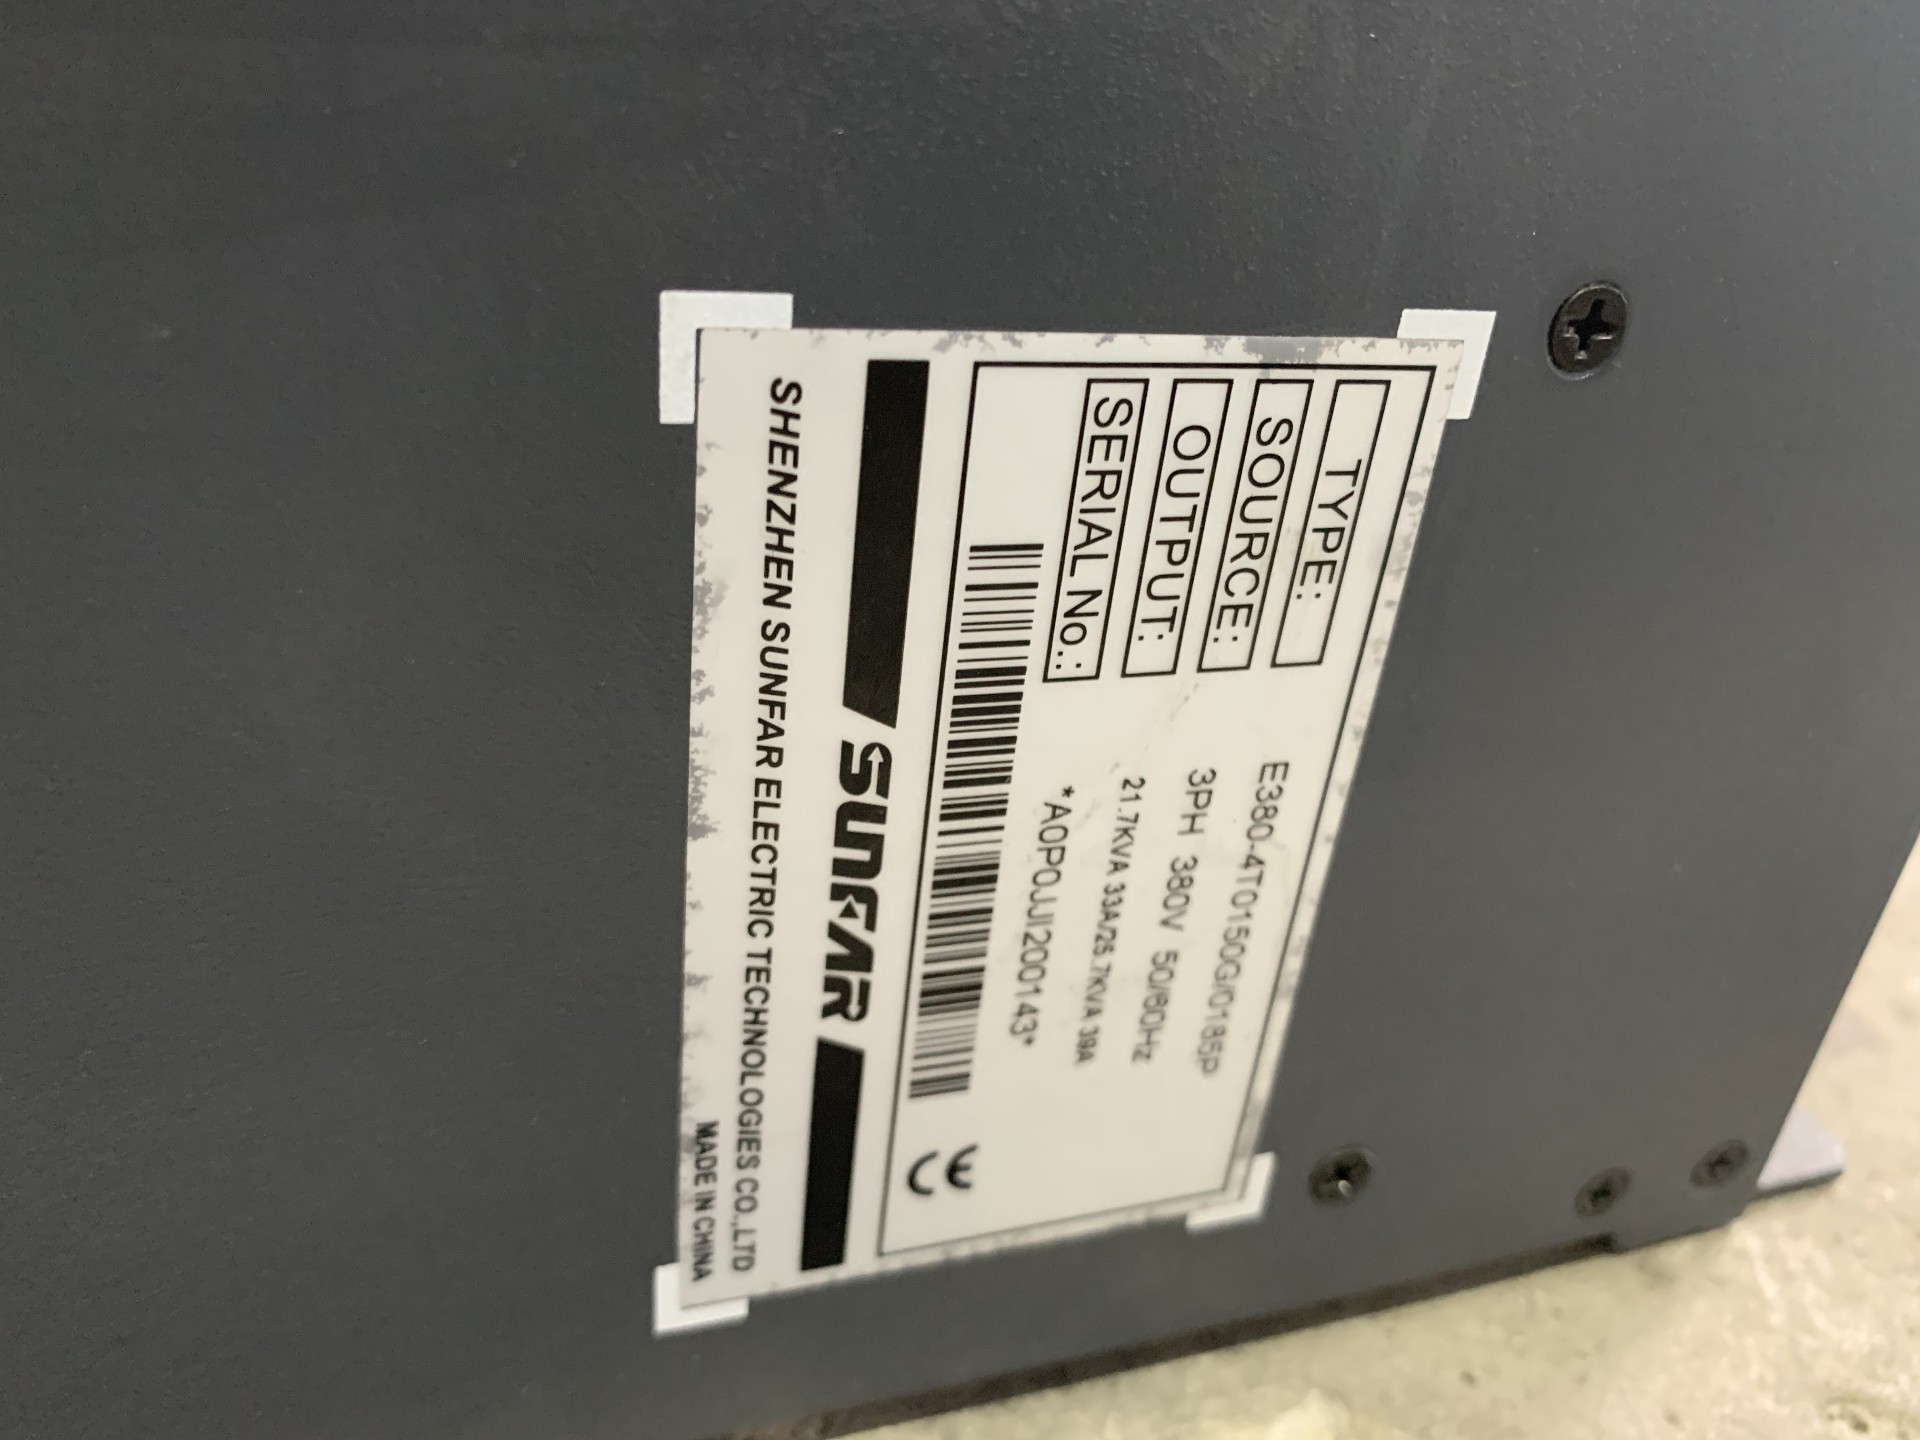 TYPE: E380-4T0150G/0185P
SOURCE: 3PH 380V 50/60Hz
OUTPUT: 21.7KVA 33A/25.7KVA 39A
SERIAL No.: *A0P0JJI200143*
CE
SUNFAR
SHENZHEN SUNFAR ELECTRIC TECHNOLOGIES CO.,LTD
MADE IN CHINA